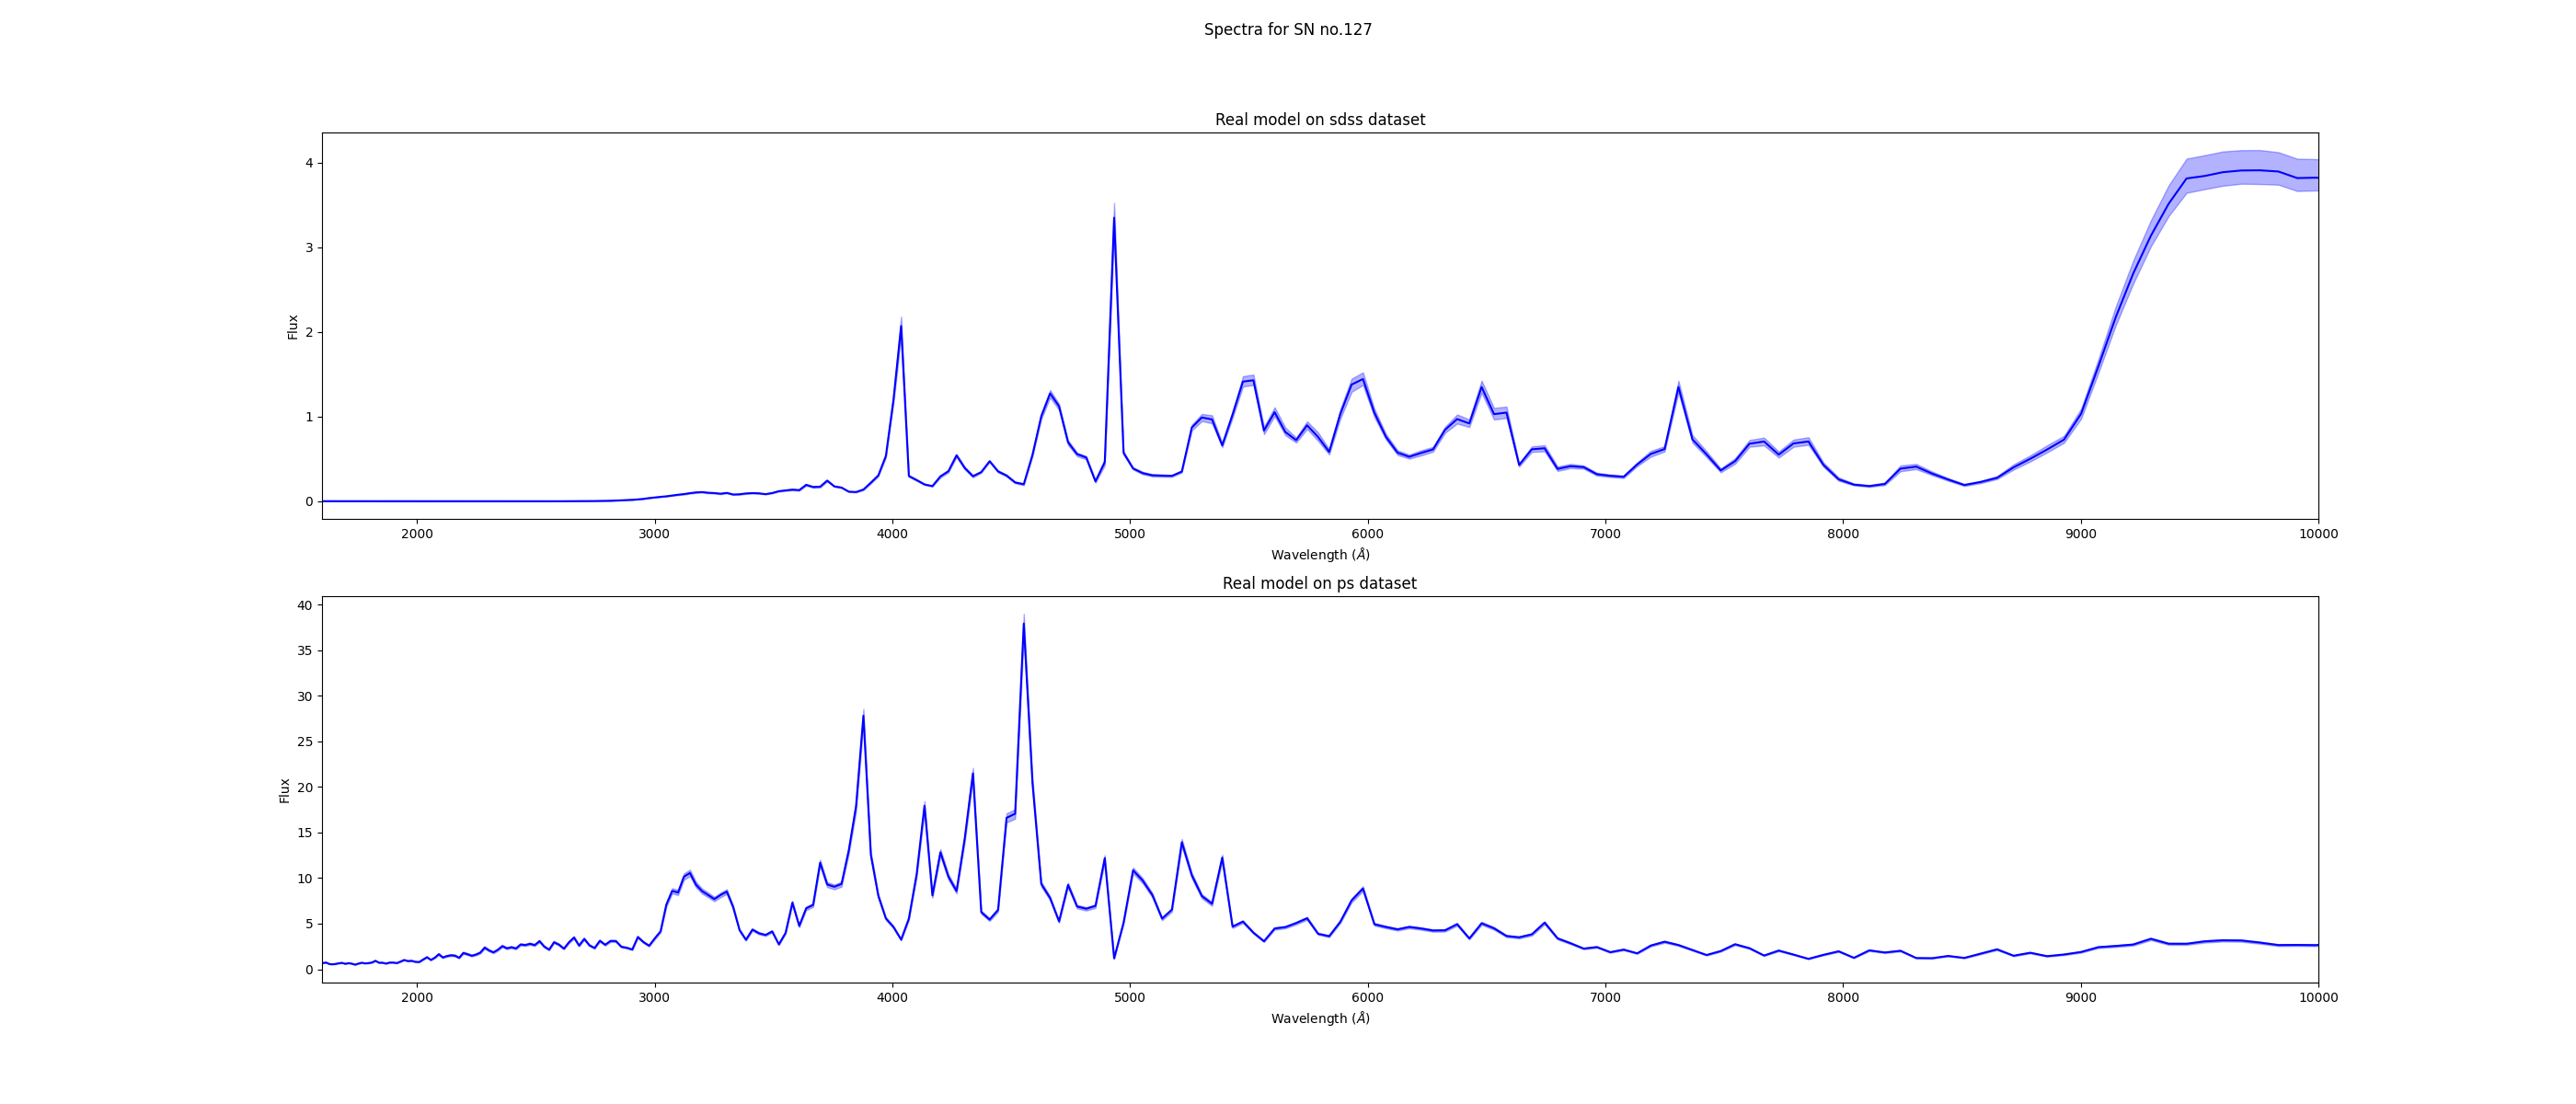 Spectra for SN no.127
Real model on sdss dataset
Flux
4
3
2
1
0
2000 3000 4000 5000 6000 7000 8000 9000 10000
Wavelength (Å)
Real model on ps dataset
Flux
40
35
30
25
20
15
10
5
0
2000 3000 4000 5000 6000 7000 8000 9000 10000
Wavelength (Å)